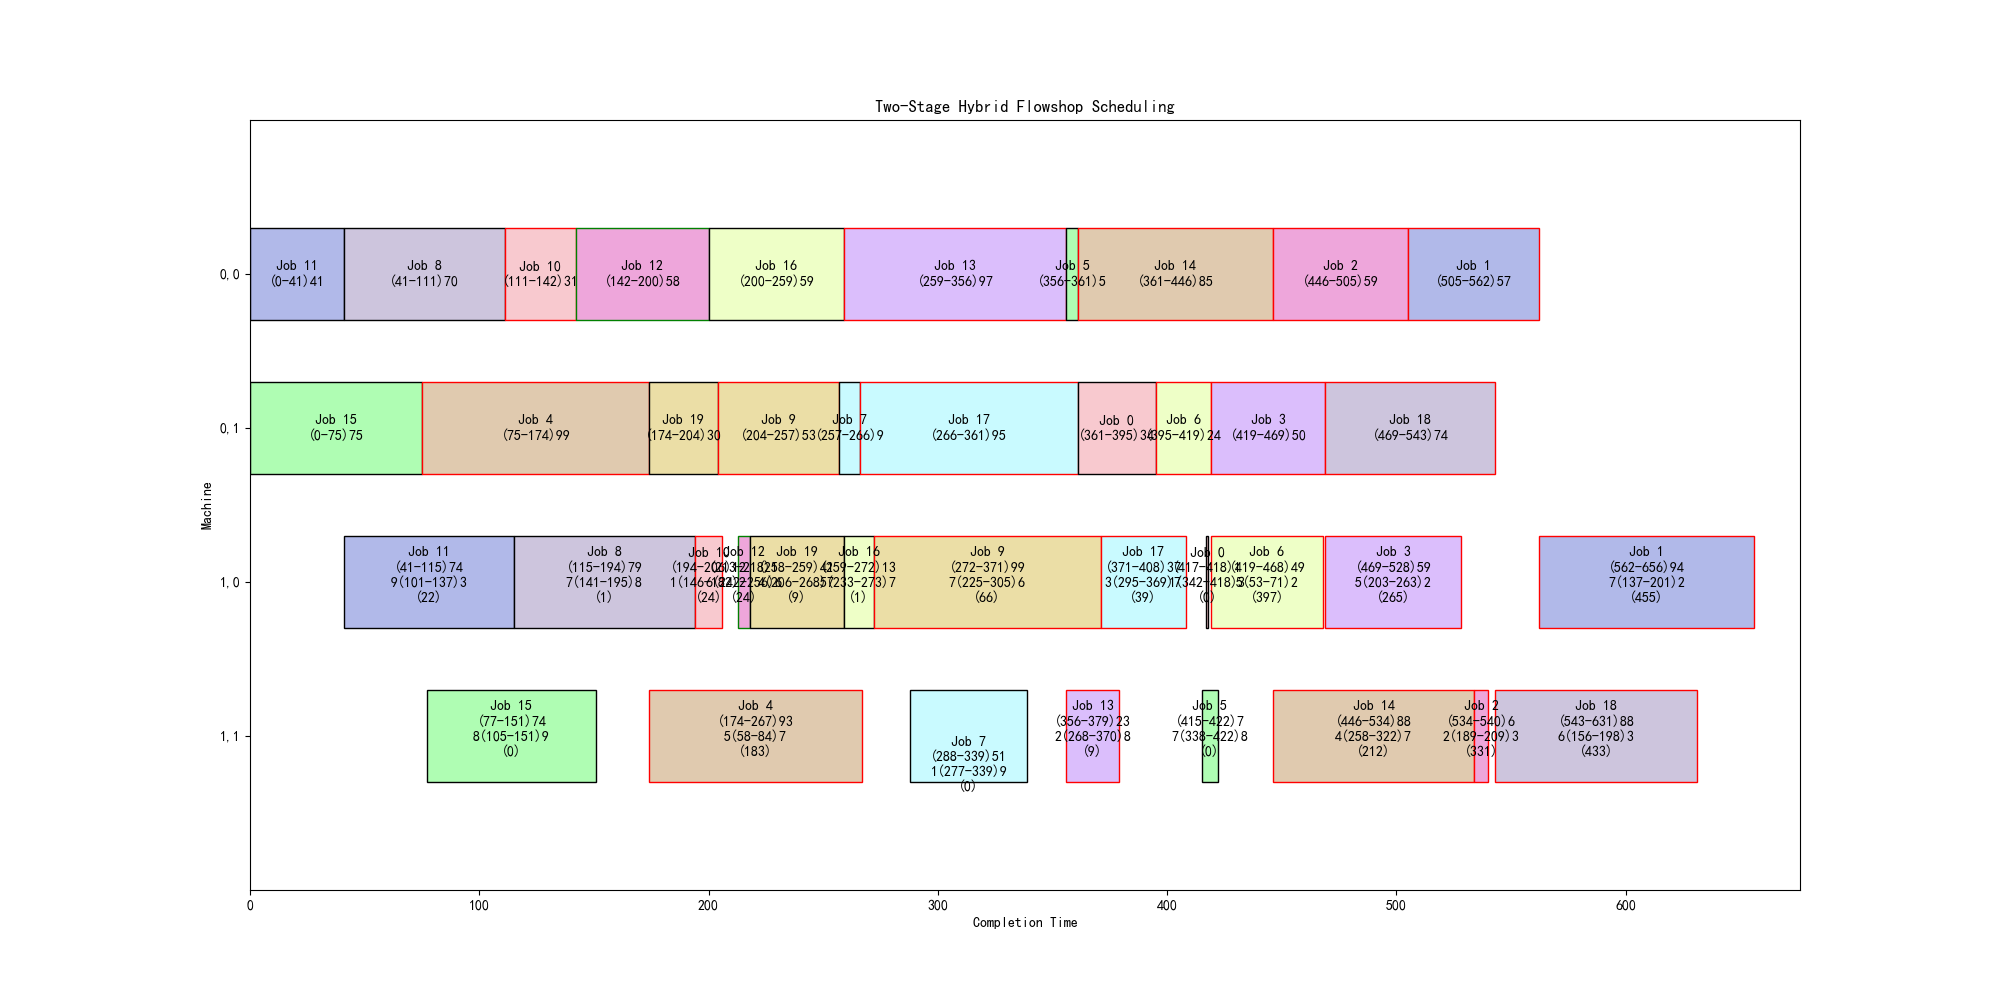 Two-Stage Hybrid Flowshop Scheduling
Machine
0,0
Job 11
(0-41)41
Job 8
(41-111)70
Job 10
(111-142)31
Job 12
(142-200)58
Job 16
(200-259)59
Job 13
(259-356)97
Job 5
(356-361)5
Job 14
(361-446)85
Job 2
(446-505)59
Job 1
(505-562)57
0,1
Job 15
(0-75)75
Job 4
(75-174)99
Job 19
(174-204)30
Job 9
(204-257)53
Job 7
(257-266)9
Job 17
(266-361)95
Job 0
(361-395)34
Job 6
(395-419)24
Job 3
(419-469)50
Job 18
(469-543)74
1,0
Job 11
(41-115)74
9(101-137)3
(22)
Job 8
(115-194)79
7(141-195)8
(1)
Job 10
(24)
Job 12
(24)
Job 19
(9)
Job 16
(259-272)13
(233-273)7
(1)
Job 9
(272-371)99
7(225-305)6
(66)
Job 17
(371-408)37
3(295-369)7
(39)
Job 0
(417-418)1
1(342-418)3
(0)
Job 6
(419-468)49
5(53-71)2
(397)
Job 3
(469-528)59
5(203-263)2
(265)
Job 1
(562-656)94
7(137-201)2
(455)
1,1
Job 15
(77-151)74
8(105-151)9
(0)
Job 4
(174-267)93
5(58-84)7
(183)
Job 7
(288-339)51
1(277-339)9
(0)
Job 13
(356-379)23
2(268-370)8
(9)
Job 5
(415-422)7
7(338-422)8
(0)
Job 14
(446-534)88
4(258-322)7
(212)
Job 2
(534-540)6
2(189-209)3
(331)
Job 18
(543-631)88
6(156-198)3
(433)
0
100
200
300
400
500
600
Completion Time